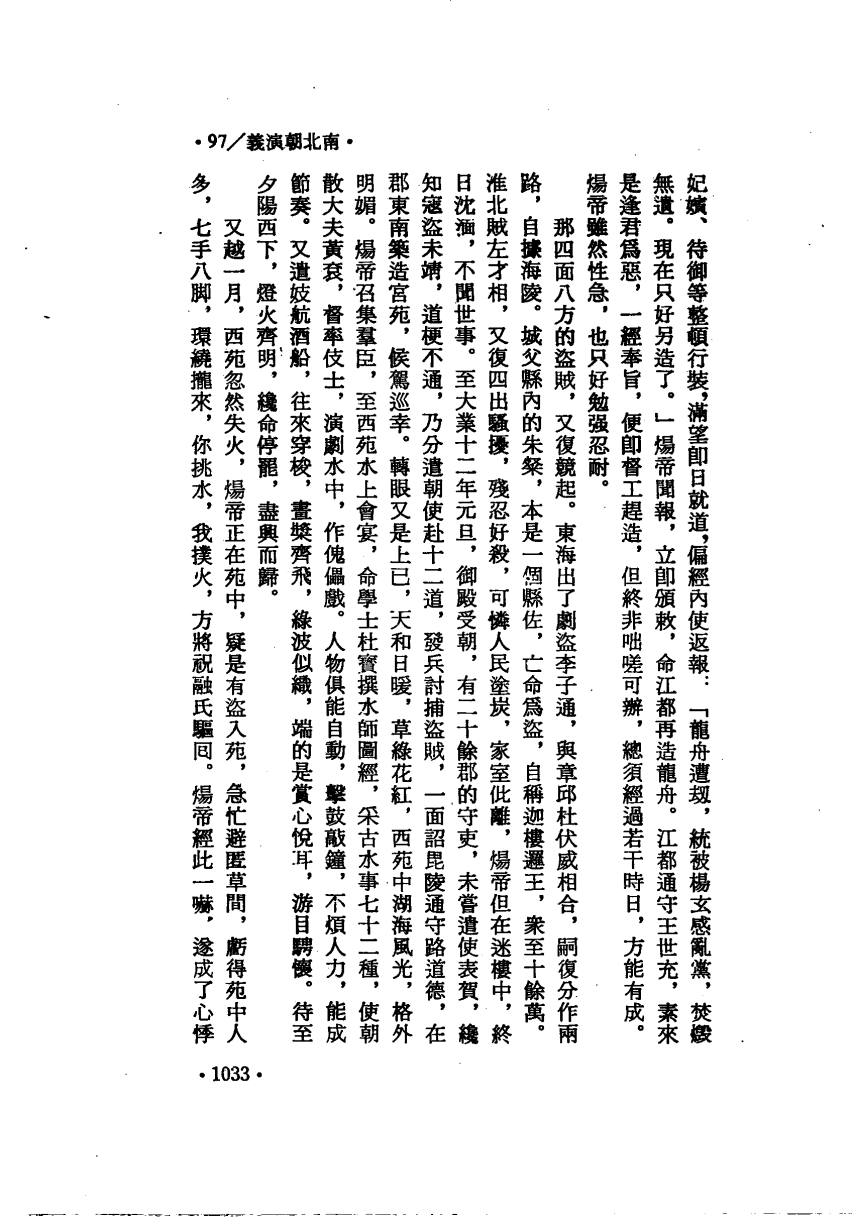 •97／義演朝北南•
妃嬪、待御等整頓行裝，滿望卽日就道，偏經內使返報：「龍舟遭刼，統被楊玄感亂黨，焚燬
無遺。現在只好另造了。」煬帝聞報，立卽頒敕，命江都再造龍舟。江都通守王世充，素來
是逢君爲惡，一經奉旨，便卽督工趕造，但終非咄嗟可辦，總須經過若干時日，方能有成。
煬帝雖然性急，也只好勉强忍耐。
那四面八方的盜賊，又復競起。東海出了劇盜李子通，與章邱杜伏威相合，嗣復分作兩
路，自據海陵。城父縣內的朱粲，本是一個縣佐，亡命爲盜，自稱迦樓邏王，衆至十餘萬。
淮北賊左才相，又復四出騷擾，殘忍好殺，可憐人民塗炭，家室仳離，煬帝但在迷樓中，終
日沈湎，不聞世事。至大業十二年元旦，御殿受朝，有二十餘郡的守吏，未嘗遣使表賀，纔
知寇盜未靖，道梗不通，乃分遣朝使赴十二道，發兵討捕盜賊，一面詔毘陵通守路道德，在
郡東南築造宮苑，候駕巡幸。轉眼又是上巳，天和日暖，草綠花紅，西苑中湖海風光，格外
明媚。煬帝召集羣臣，至西苑水上會宴，命學士杜寶撰水師圖經，采古水事七十二種，使朝
散大夫黃袞，督率伎士，演劇水中，作傀儡戲。人物俱能自動，擊鼓敲鐘，不煩人力，能成
節奏。又遣妓航酒船，往來穿梭，畫槳齊飛，綠波似織，端的是賞心悅耳，游目騁懷。待至
夕陽西下，燈火齊明，纔命停罷，盡興而歸。
又越一月，西苑忽然失火，煬帝正在苑中，疑是有盜入苑，急忙避匿草間，虧得苑中人
多，七手八脚，環繞攏來，你挑水，我撲火，方將祝融氏驅回。煬帝經此一嚇，遂成了心悸
•1033•